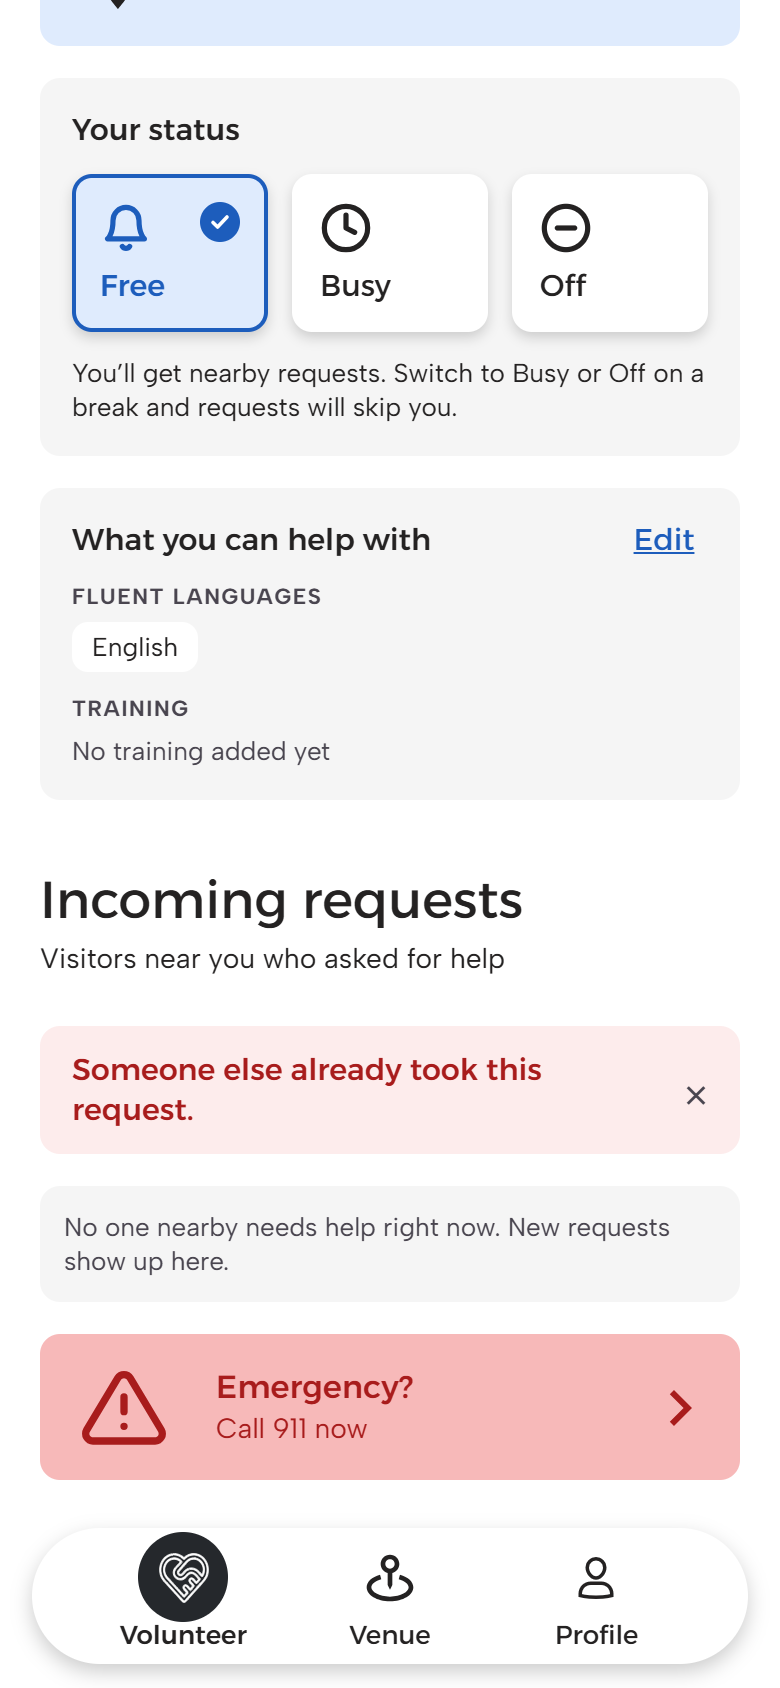 Your status
Free
Busy
Off
You’ll get nearby requests. Switch to Busy or Off on a
break and requests will skip you.
What you can help with
Edit
FLUENT LANGUAGES
English
TRAINING
No training added yet
Incoming requests
Visitors near you who asked for help
Someone else already took this
request.
No one nearby needs help right now. New requests
show up here.
Emergency?
Call 911 now
Volunteer
Venue
Profile